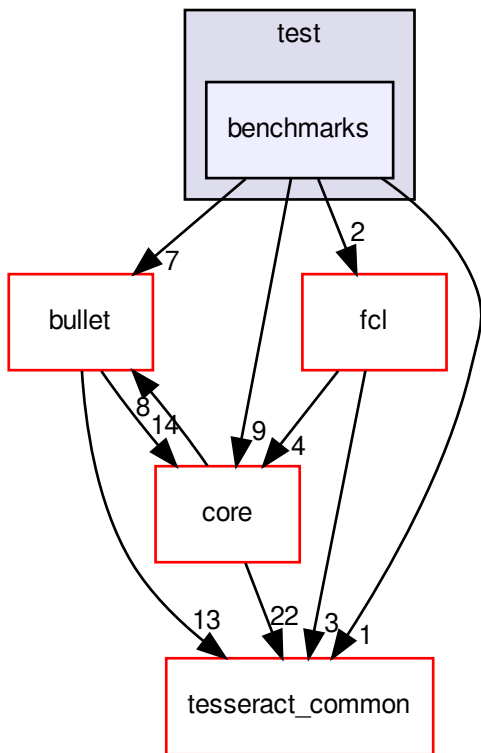 test
benchmarks
7
2
bullet
fcl
8
14
9
4
core
13
22
3
1
tesseract_common